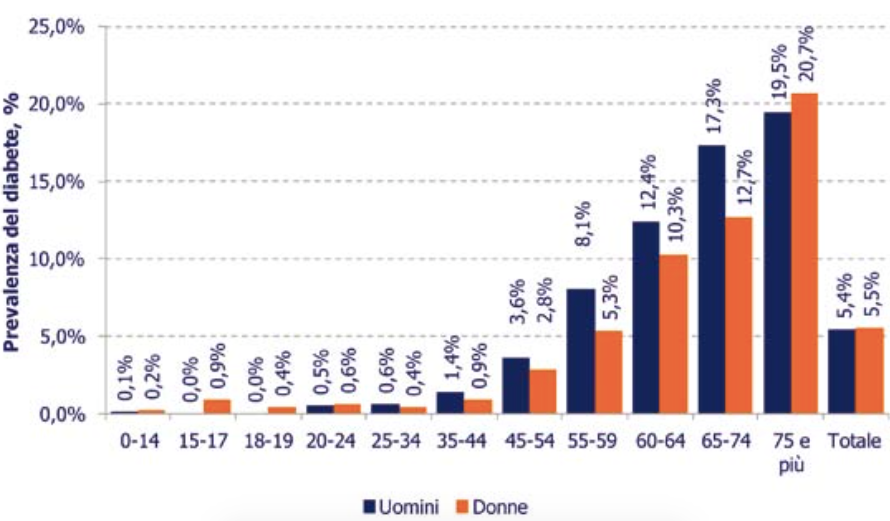 Prevalenza del diabete, %
25,0%
20,0%
15,0%
10,0%
5,0%
0,0%
0,1% 0,2% 0,0% 0,9% 0,0% 0,4% 0,5% 0,6% 0,6% 0,4% 1,4% 0,9% 3,6% 2,8% 8,1% 5,3% 12,4% 10,3% 17,3% 12,7% 19,5% 20,7% 5,4% 5,5%
0-14 15-17 18-19 20-24 25-34 35-44 45-54 55-59 60-64 65-74 75 e Totale
più
Uomini Donne